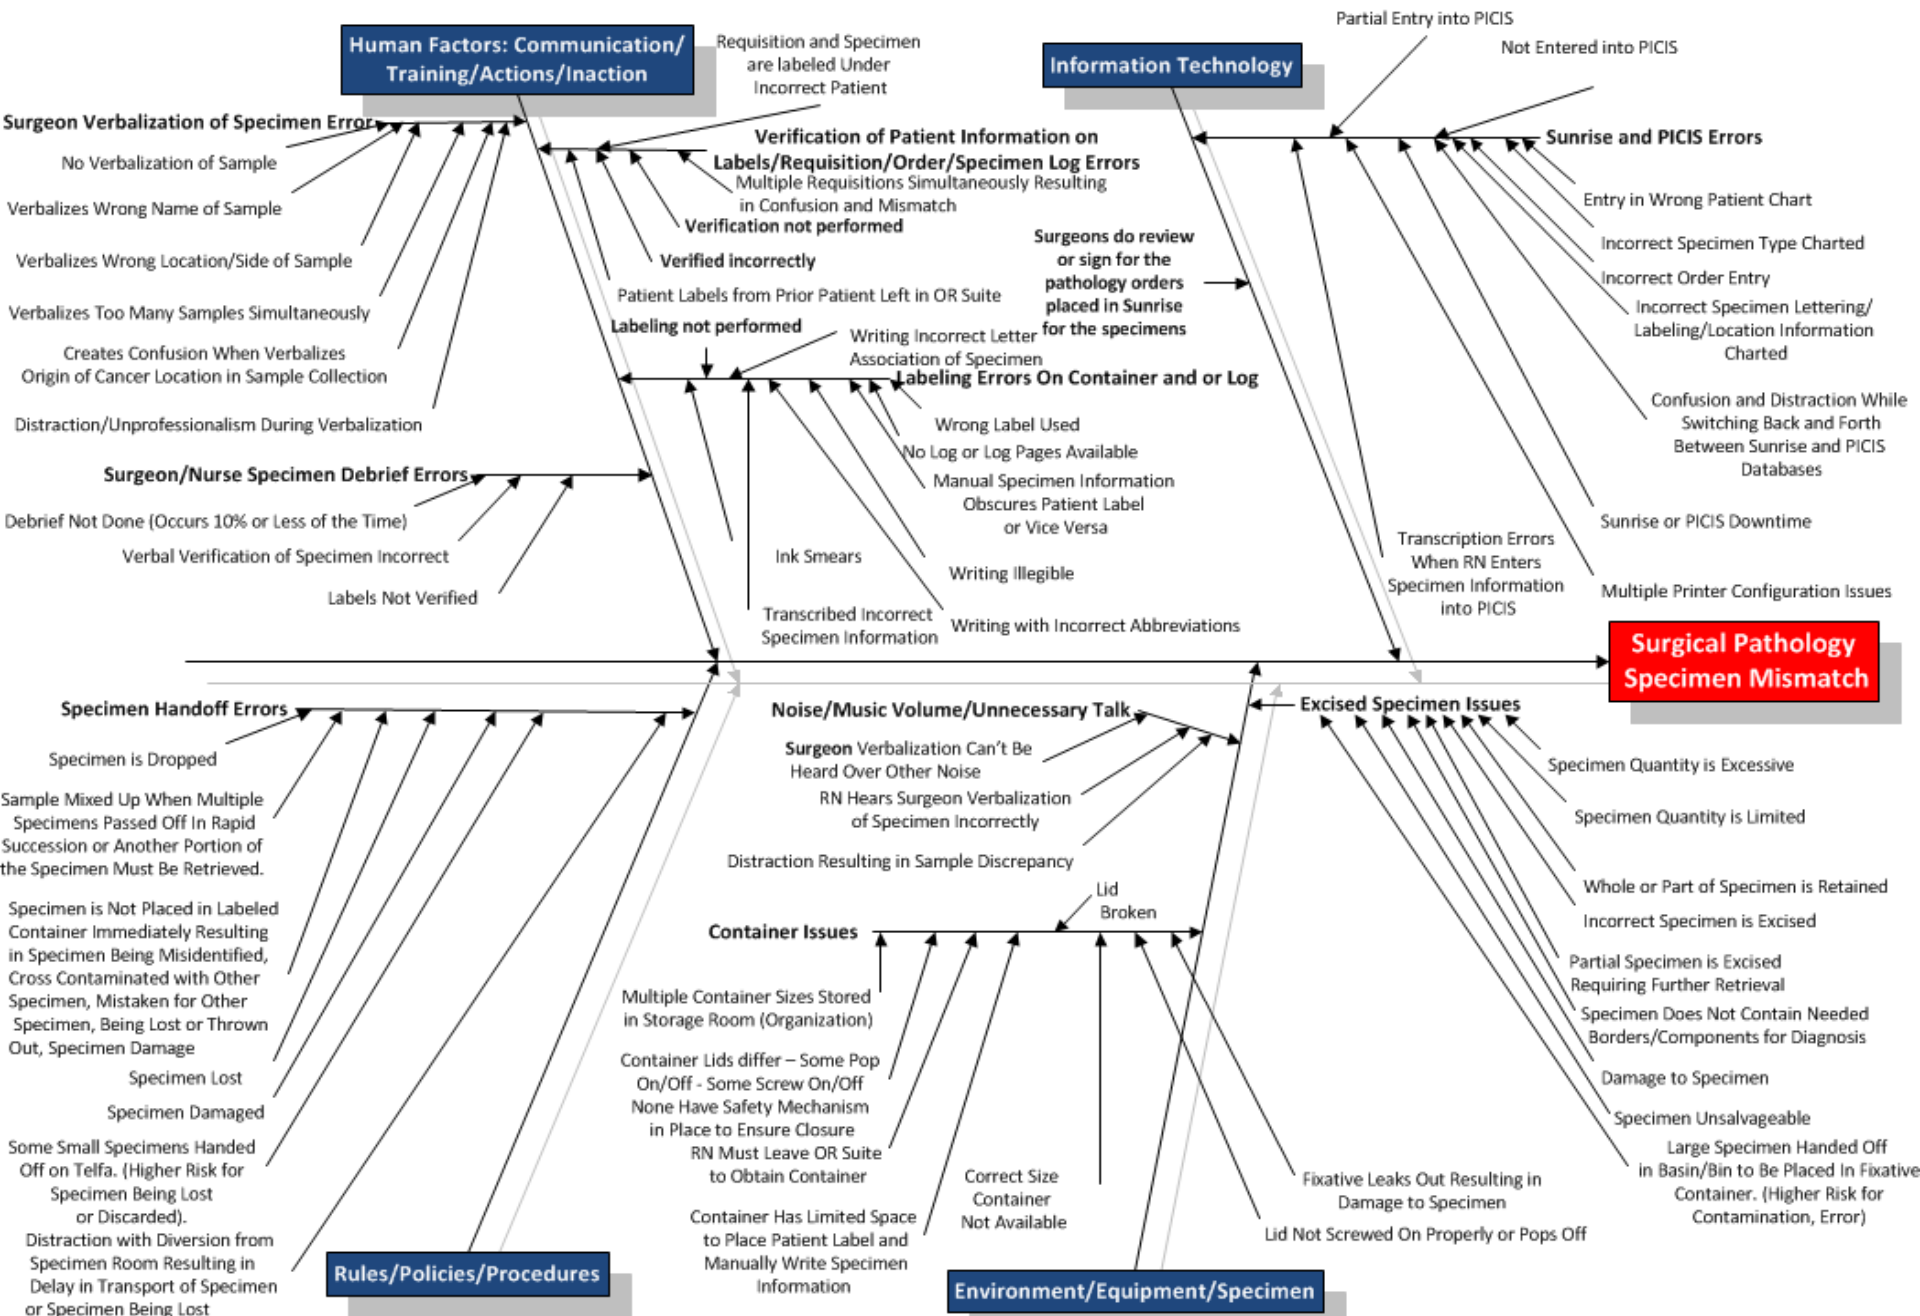 Human Factors: Communication/
Training/Actions/Inaction
Requisition and Specimen
are labeled Under
Incorrect Patient
Information Technology
Partial Entry into PICIS
Not Entered into PICIS
Surgeon Verbalization of Specimen Error
No Verbalization of Sample
Verbalizes Wrong Name of Sample
Verbalizes Wrong Location/Side of Sample
Verbalizes Too Many Samples Simultaneously
Creates Confusion When Verbalizes
Origin of Cancer Location in Sample Collection
Distraction/Unprofessionalism During Verbalization
Surgeon/Nurse Specimen Debrief Errors
Debrief Not Done (Occurs 10% or Less of the Time)
Verbal Verification of Specimen Incorrect
Labels Not Verified
Verification of Patient Information on
Labels/Requisition/Order/Specimen Log Errors
Multiple Requisitions Simultaneously Resulting
in Confusion and Mismatch
Verification not performed
Verified incorrectly
Patient Labels from Prior Patient Left in OR Suite
Labeling not performed
Writing Incorrect Letter
Association of Specimen
Labeling Errors On Container and or Log
Wrong Label Used
No Log or Log Pages Available
Manual Specimen Information
Obscures Patient Label
or Vice Versa
Ink Smears
Writing Illegible
Transcribed Incorrect
Specimen Information
Writing with Incorrect Abbreviations
Surgeons do review
or sign for the
pathology orders
placed in Sunrise
for the specimens
Sunrise and PICIS Errors
Entry in Wrong Patient Chart
Incorrect Specimen Type Charted
Incorrect Order Entry
Incorrect Specimen Lettering/
Labeling/Location Information
Charted
Confusion and Distraction While
Switching Back and Forth
Between Sunrise and PICIS
Databases
Sunrise or PICIS Downtime
Transcription Errors
When RN Enters
Specimen Information
into PICIS
Multiple Printer Configuration Issues
Surgical Pathology
Specimen Mismatch
Specimen Handoff Errors
Specimen is Dropped
Sample Mixed Up When Multiple
Specimens Passed Off In Rapid
Succession or Another Portion of
the Specimen Must Be Retrieved.
Specimen is Not Placed in Labeled
Container Immediately Resulting
in Specimen Being Misidentified,
Cross Contaminated with Other
Specimen, Mistaken for Other
Specimen, Being Lost or Thrown
Out, Specimen Damage
Specimen Lost
Specimen Damaged
Some Small Specimens Handed
Off on Telfa. (Higher Risk for
Specimen Being Lost
or Discarded).
Distraction with Diversion from
Specimen Room Resulting in
Delay in Transport of Specimen
or Specimen Being Lost
Rules/Policies/Procedures
Noise/Music Volume/Unnecessary Talk
Surgeon Verbalization Can't Be
Heard Over Other Noise
RN Hears Surgeon Verbalization
of Specimen Incorrectly
Distraction Resulting in Sample Discrepancy
Lid
Broken
Container Issues
Multiple Container Sizes Stored
in Storage Room (Organization)
Container Lids differ – Some Pop
On/Off - Some Screw On/Off
None Have Safety Mechanism
in Place to Ensure Closure
RN Must Leave OR Suite
to Obtain Container
Container Has Limited Space
to Place Patient Label and
Manually Write Specimen
Information
Correct Size
Container
Not Available
Fixative Leaks Out Resulting in
Damage to Specimen
Lid Not Screwed On Properly or Pops Off
Environment/Equipment/Specimen
Excised Specimen Issues
Specimen Quantity is Excessive
Specimen Quantity is Limited
Whole or Part of Specimen is Retained
Incorrect Specimen is Excised
Partial Specimen is Excised
Requiring Further Retrieval
Specimen Does Not Contain Needed
Borders/Components for Diagnosis
Damage to Specimen
Specimen Unsalvageable
Large Specimen Handed Off
in Basin/Bin to Be Placed In Fixative
Container. (Higher Risk for
Contamination, Error)